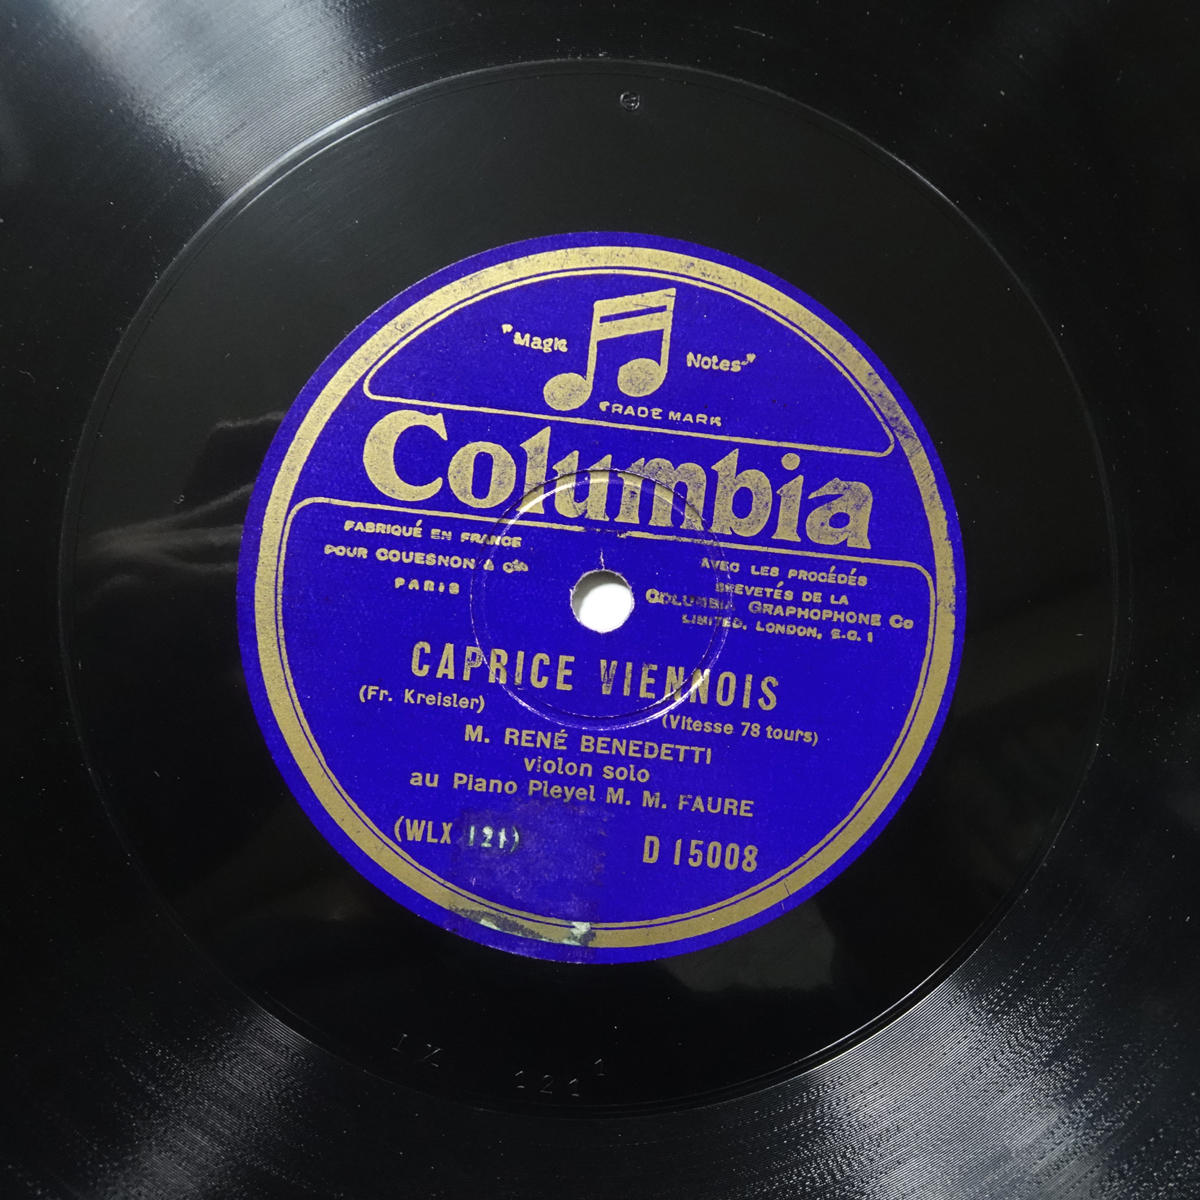 "Magic Notes"
TRADE MARK
Columbia
FABRIQUÉ EN FRANCE
POUR COUESNON & Cie
PARIS
AVEC LES PROCÉDÉS
BREVETÉS DE LA
COLUMBIA GRAPHOPHONE Co
LIMITED, LONDON, E.C. 1
CAPRICE VIENNOIS
(Fr. Kreisler)
(Vitesse 78 tours)
M. RENÉ BENEDETTI
violon solo
au Piano Pleyel M. M. FAURE
(WLX 121)
D 15008
121 1